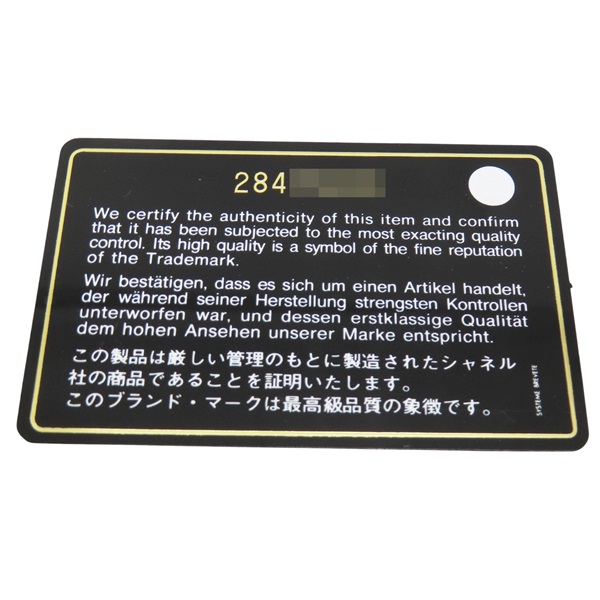 284
We certify the authenticity of this item and confirm
that it has been subjected to the most exacting quality
control. Its high quality is a symbol of the fine reputation
of the Trademark.
Wir bestätigen, dass es sich um einen Artikel handelt,
der während seiner Herstellung strengsten Kontrollen
unterworfen war, und dessen erstklassige Qualität
dem hohen Ansehen unserer Marke entspricht.
この製品は厳しい管理のもとに製造されたシャネル
社の商品であることを証明いたします。
このブランド・マークは最高級品質の象徴です。
SYSTEME BREVETE